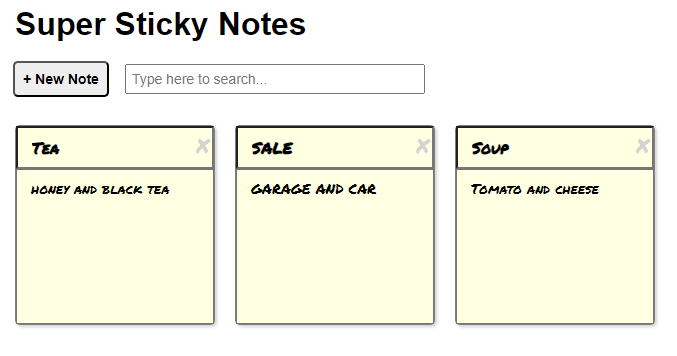 Super Sticky Notes
+ New Note
Type here to search...
Tea
SALE
Soup
honey and black tea
GARAGE AND CAR
Tomato and cheese